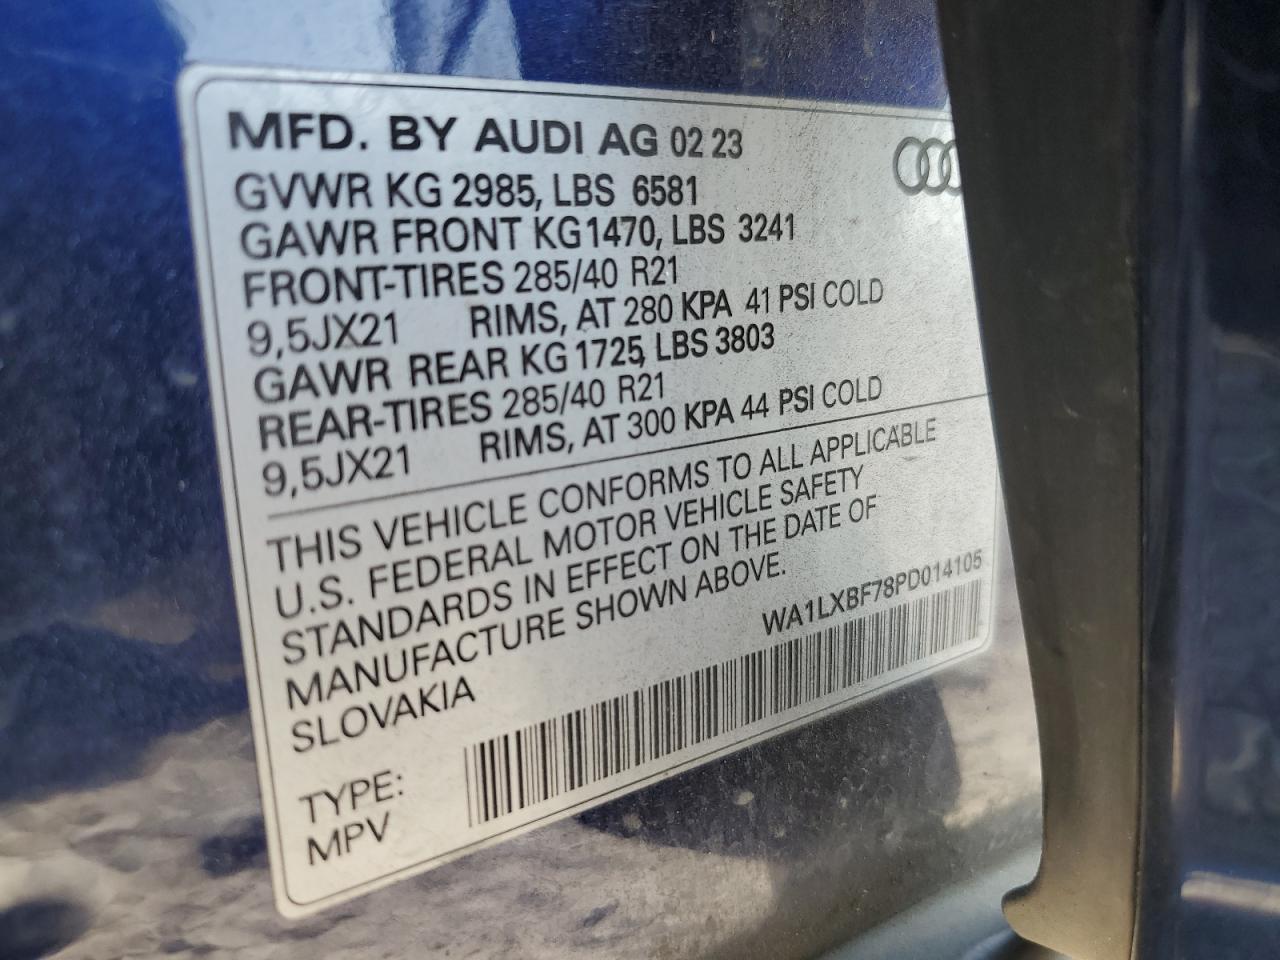 MFD. BY AUDI AG 02 23
GVWR KG 2985, LBS 6581
GAWR FRONT KG1470, LBS 3241
FRONT-TIRES 285/40 R21
9,5JX21 RIMS, AT 280 KPA 41 PSI COLD
GAWR REAR KG 1725, LBS 3803
REAR-TIRES 285/40 R21
9,5JX21 RIMS, AT 300 KPA 44 PSI COLD
THIS VEHICLE CONFORMS TO ALL APPLICABLE
U.S. FEDERAL MOTOR VEHICLE SAFETY
STANDARDS IN EFFECT ON THE DATE OF
MANUFACTURE SHOWN ABOVE.
SLOVAKIA
WA1LXBF78PD014105
TYPE:
MPV